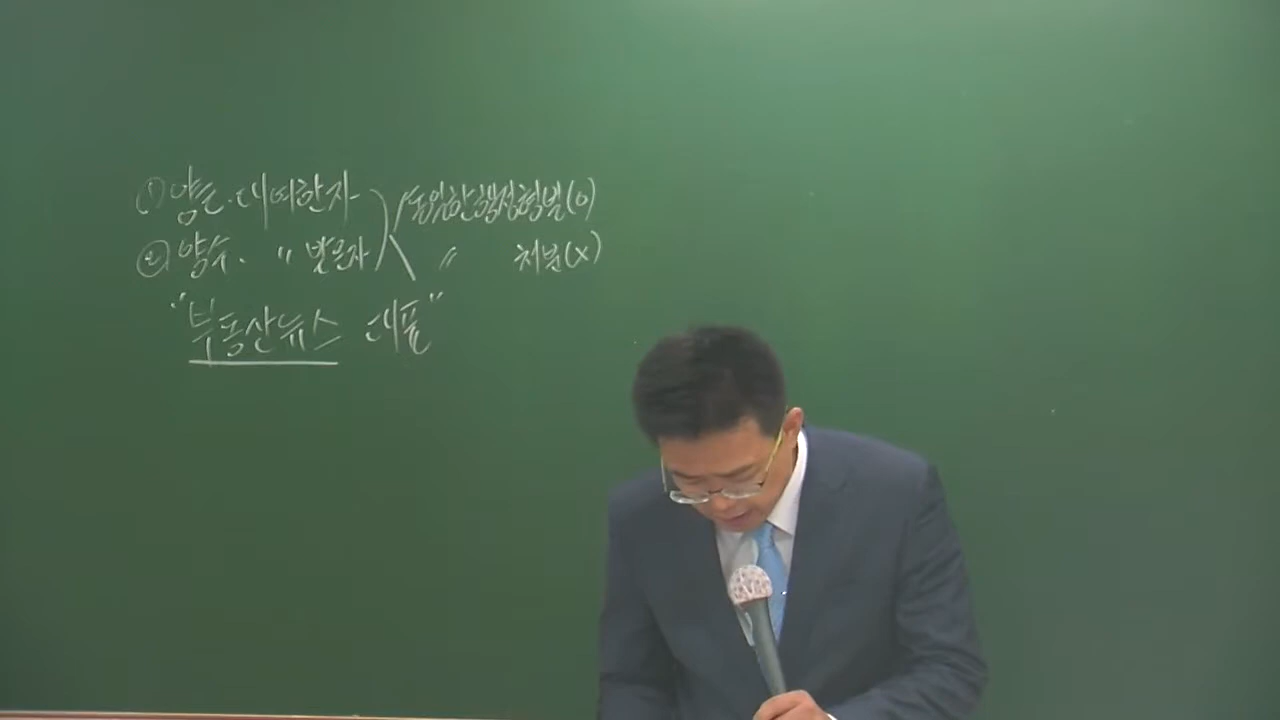 ① 양도·대여한자 동일한 행정형벌(O)
② 양수· 〃 받은자 〃 처분(X)
"부동산뉴스 대표"